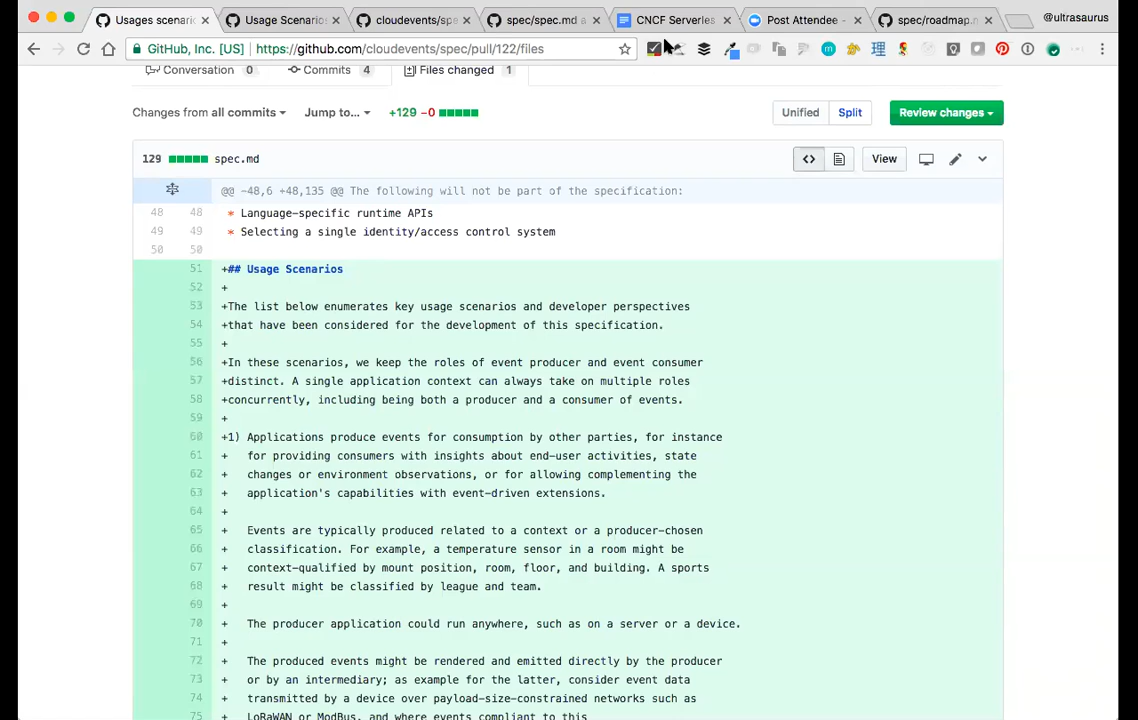 Usages scenari
Usage Scenarios
cloudevents/spe
spec/spec.md a
CNCF Serverless
Post Attendee -
spec/roadmap.n
@ultrasaurus
GitHub, Inc. [US]
https://github.com/cloudevents/spec/pull/122/files
Conversation 0
Commits 4
Files changed 1
Changes from all commits
Jump to...
+129 −0
Unified
Split
Review changes
129
spec.md
View
@@ -48,6 +48,135 @@ The following will not be part of the specification:
48 48 * Language-specific runtime APIs
49 49 * Selecting a single identity/access control system
50 50
51 +## Usage Scenarios
52 +
53 +The list below enumerates key usage scenarios and developer perspectives
54 +that have been considered for the development of this specification.
55 +
56 +In these scenarios, we keep the roles of event producer and event consumer
57 +distinct. A single application context can always take on multiple roles
58 +concurrently, including being both a producer and a consumer of events.
59 +
60 +1) Applications produce events for consumption by other parties, for instance
61 + for providing consumers with insights about end-user activities, state
62 + changes or environment observations, or for allowing complementing the
63 + application's capabilities with event-driven extensions.
64 +
65 + Events are typically produced related to a context or a producer-chosen
66 + classification. For example, a temperature sensor in a room might be
67 + context-qualified by mount position, room, floor, and building. A sports
68 + result might be classified by league and team.
69 +
70 + The producer application could run anywhere, such as on a server or a device.
71 +
72 + The produced events might be rendered and emitted directly by the producer
73 + or by an intermediary; as example for the latter, consider event data
74 + transmitted by a device over payload-size-constrained networks such as
75 + LoRaWAN or ModBus, and where events compliant to this